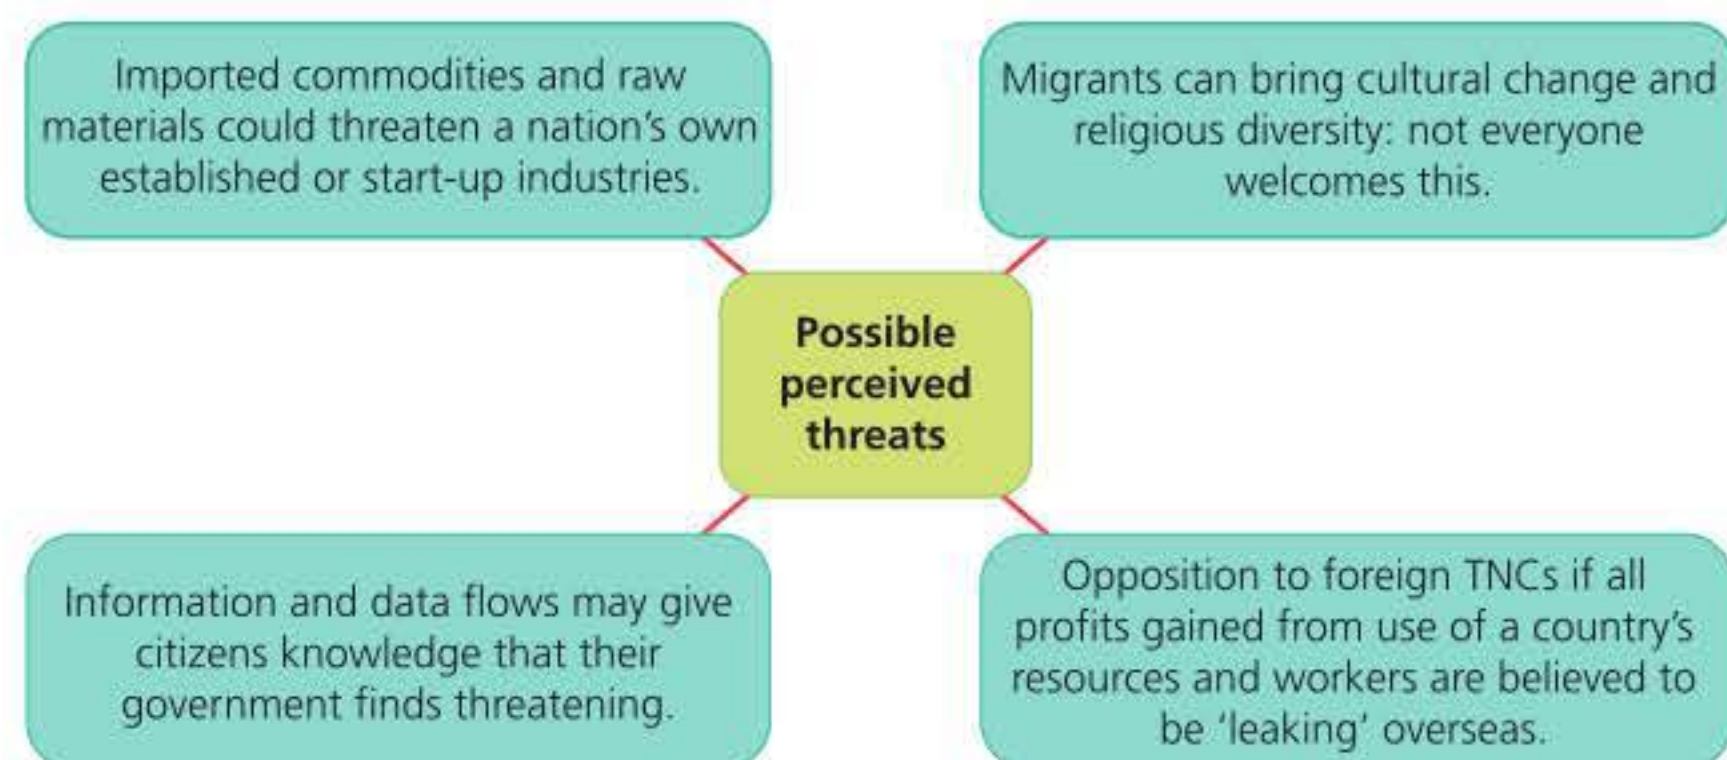 Imported commodities and raw
materials could threaten a nation's own
established or start-up industries.
Migrants can bring cultural change and
religious diversity: not everyone
welcomes this.
Possible
perceived
threats
Information and data flows may give
citizens knowledge that their
government finds threatening.
Opposition to foreign TNCs if all
profits gained from use of a country's
resources and workers are believed to
be ‘leaking’ overseas.